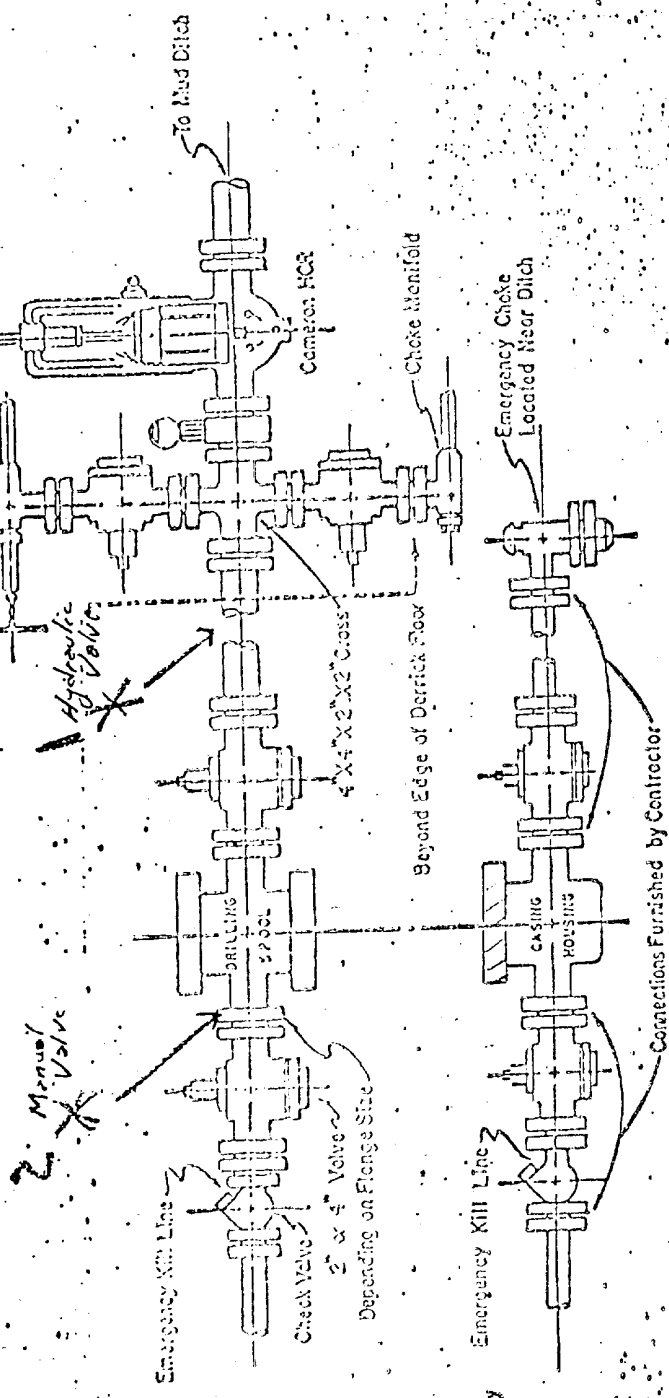 To Mud Ditch
Cameron HCR
Choke Manifold
Emergency Choke
Located Near Ditch
Hydraulic
Valve
4"X4"X2"X2" Cross
Beyond Edge of Derrick Floor
DRILLING
SPOOL
CASING
HOUSING
2. Manual
Valve
Emergency Kill Line
Check Valve
2" or 4" Valve
Depending on Flange Size
Emergency Kill Line
Connections Furnished by Contractor